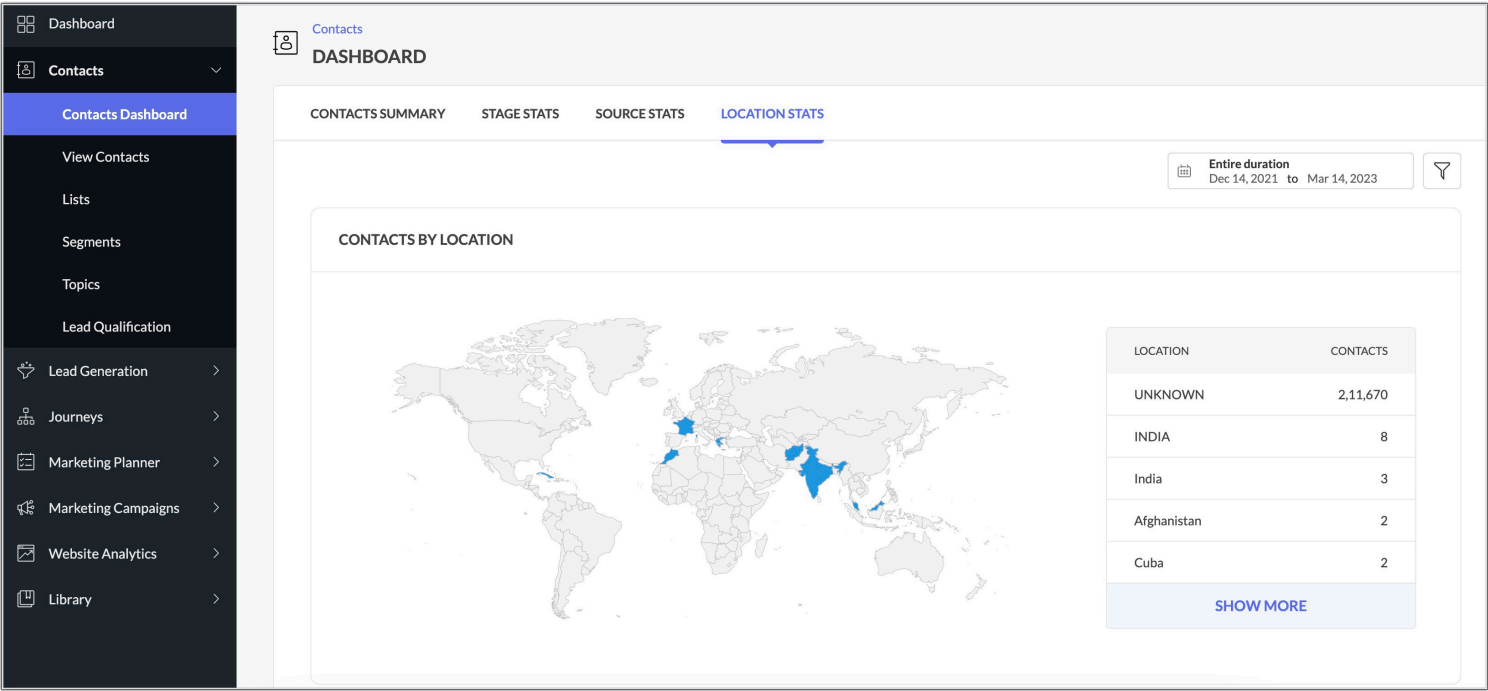 Dashboard
Contacts
Contacts Dashboard
View Contacts
Lists
Segments
Topics
Lead Qualification
Lead Generation
Journeys
Marketing Planner
Marketing Campaigns
Website Analytics
Library
Contacts
DASHBOARD
CONTACTS SUMMARY STAGE STATS SOURCE STATS LOCATION STATS
Entire duration
Dec 14, 2021 to Mar 14, 2023
CONTACTS BY LOCATION
LOCATION CONTACTS
UNKNOWN 2,11,670
INDIA 8
India 3
Afghanistan 2
Cuba 2
SHOW MORE